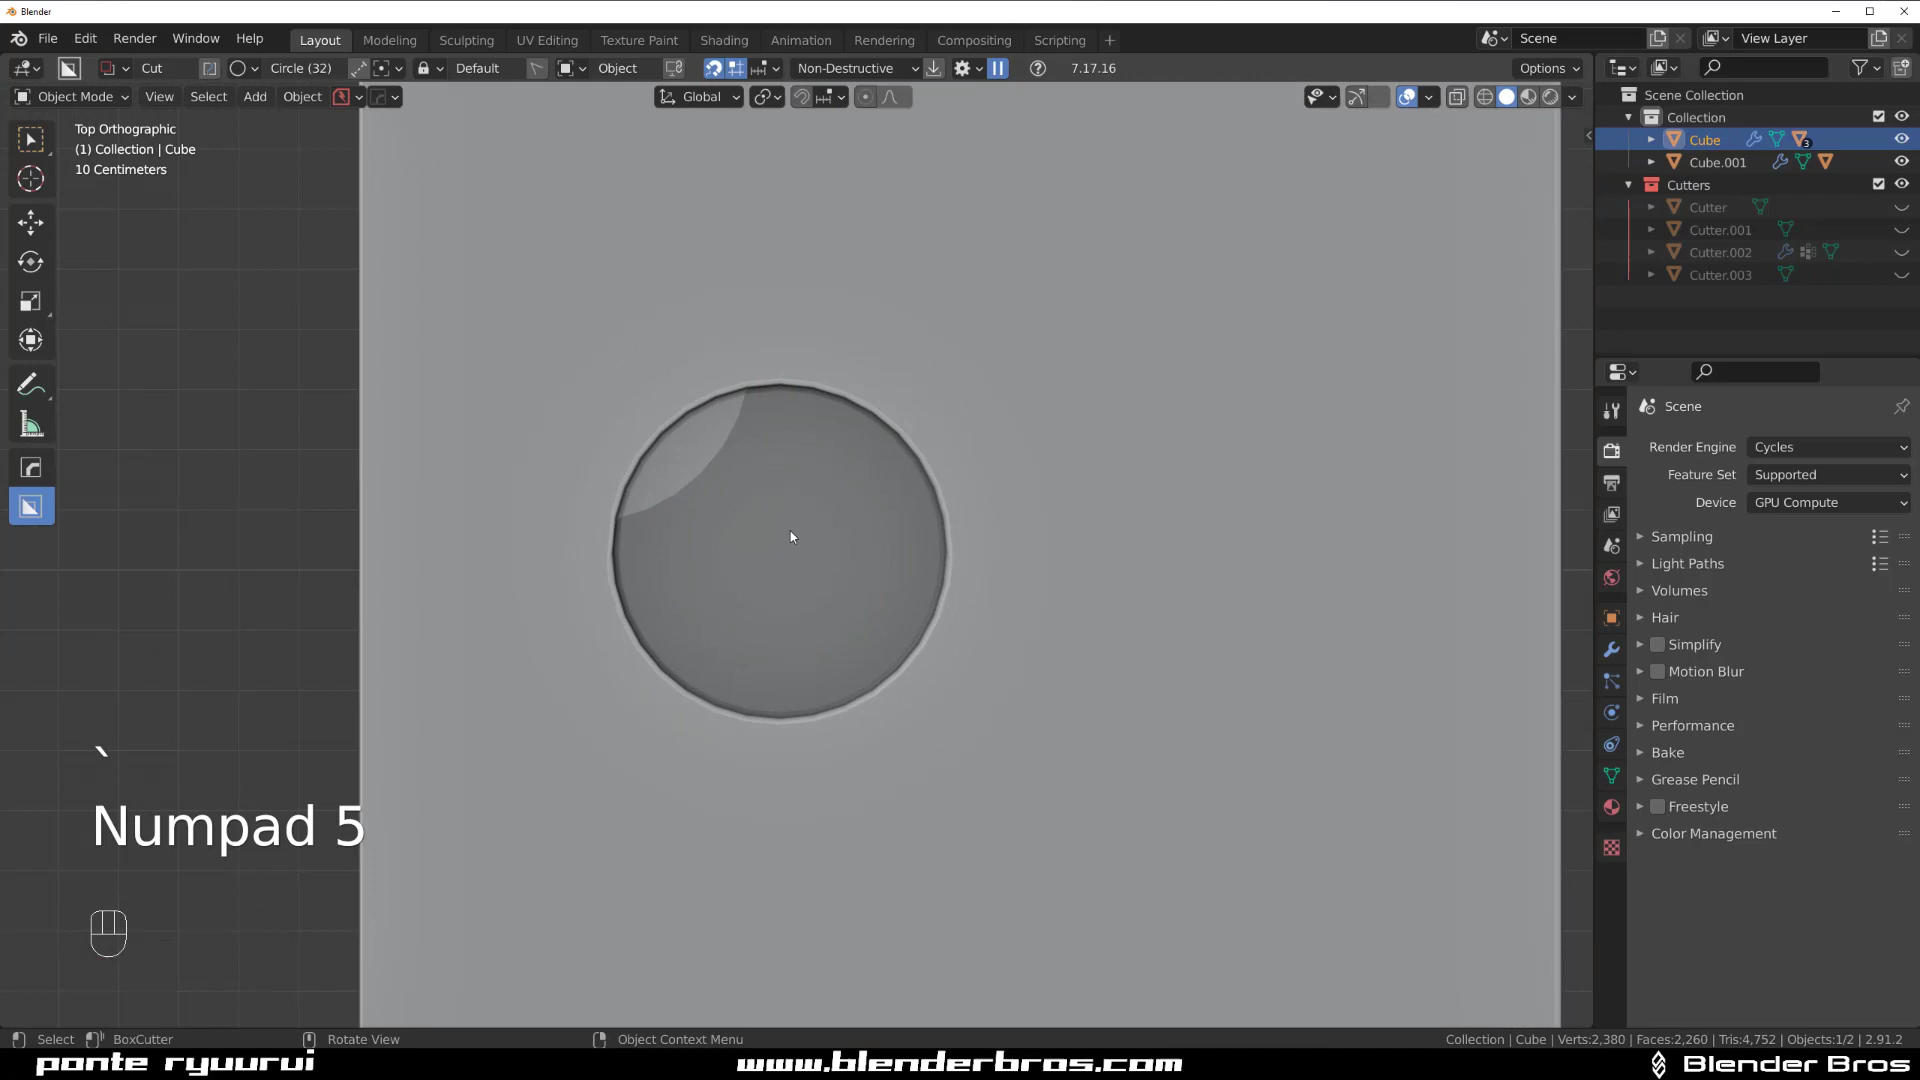 Blender
File Edit Render Window Help Layout Modeling Sculpting UV Editing Texture Paint Shading Animation Rendering Compositing Scripting + Scene View Layer
Cut Circle (32) Default Object Non-Destructive 7.17.16 Options
Object Mode View Select Add Object Global
Top Orthographic
(1) Collection | Cube
10 Centimeters
Scene Collection
Collection
Cube 3
Cube.001
Cutters
Cutter
Cutter.001
Cutter.002
Cutter.003
Scene
Render Engine Cycles
Feature Set Supported
Device GPU Compute
Sampling
Light Paths
Volumes
Hair
Simplify
Motion Blur
Film
Performance
Bake
Grease Pencil
Freestyle
Color Management
`
Numpad 5
Select BoxCutter Rotate View Object Context Menu Collection | Cube | Verts:2,380 | Faces:2,260 | Tris:4,752 | Objects:1/2 | 2.91.2
ponte ryuurui www.blenderbros.com Blender Bros